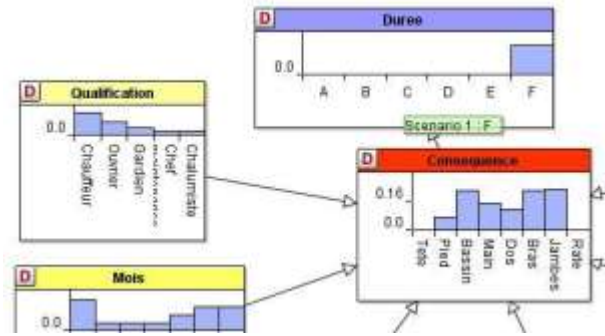 D Duree
0.0
A B C D E F
Scenario 1 : F
D Qualification
0.0
Chauffeur
Ouvrier
Gardien
Chef
Chalumiste
D Consequence
0.16
0.0
Tete
Pied
Bassin
Main
Dos
Bras
Jambes
Rate
D Mois
0.0